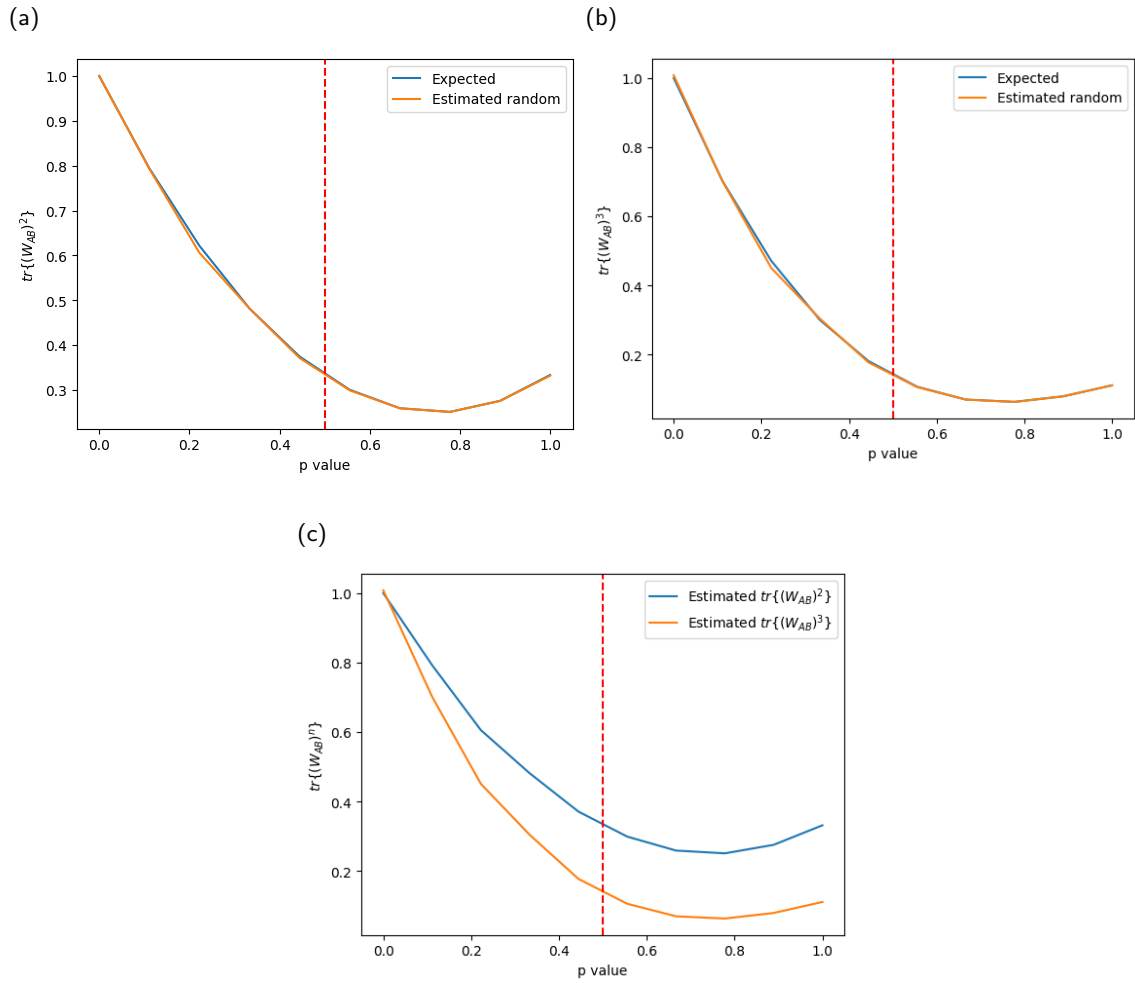 (a)
tr{(W_AB)^2}
1.0
0.9
0.8
0.7
0.6
0.5
0.4
0.3
Expected
Estimated random
0.0 0.2 0.4 0.6 0.8 1.0
p value
(b)
tr{(W_AB)^3}
1.0
0.8
0.6
0.4
0.2
Expected
Estimated random
0.0 0.2 0.4 0.6 0.8 1.0
p value
(c)
tr{(W_AB)^n}
1.0
0.8
0.6
0.4
0.2
Estimated tr{(W_AB)^2}
Estimated tr{(W_AB)^3}
0.0 0.2 0.4 0.6 0.8 1.0
p value